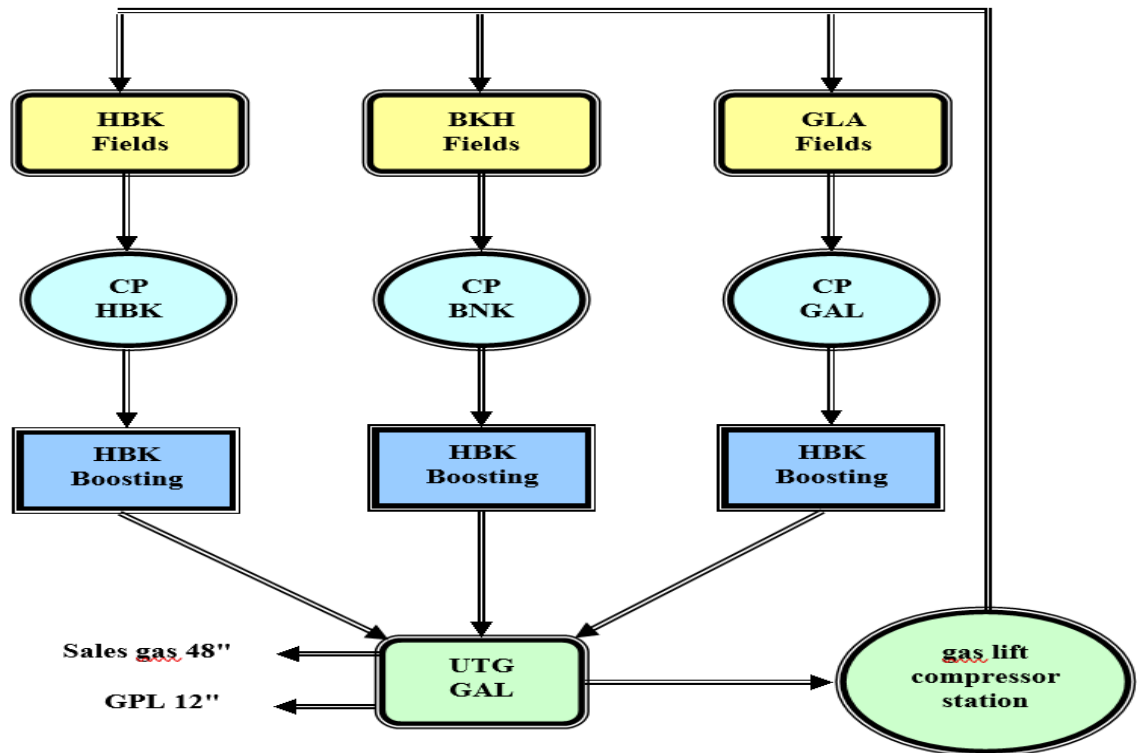 HBK
Fields
BKH
Fields
GLA
Fields
CP
HBK
CP
BNK
CP
GAL
HBK
Boosting
HBK
Boosting
HBK
Boosting
Sales gas 48"
GPL 12"
UTG
GAL
gas lift
compressor
station